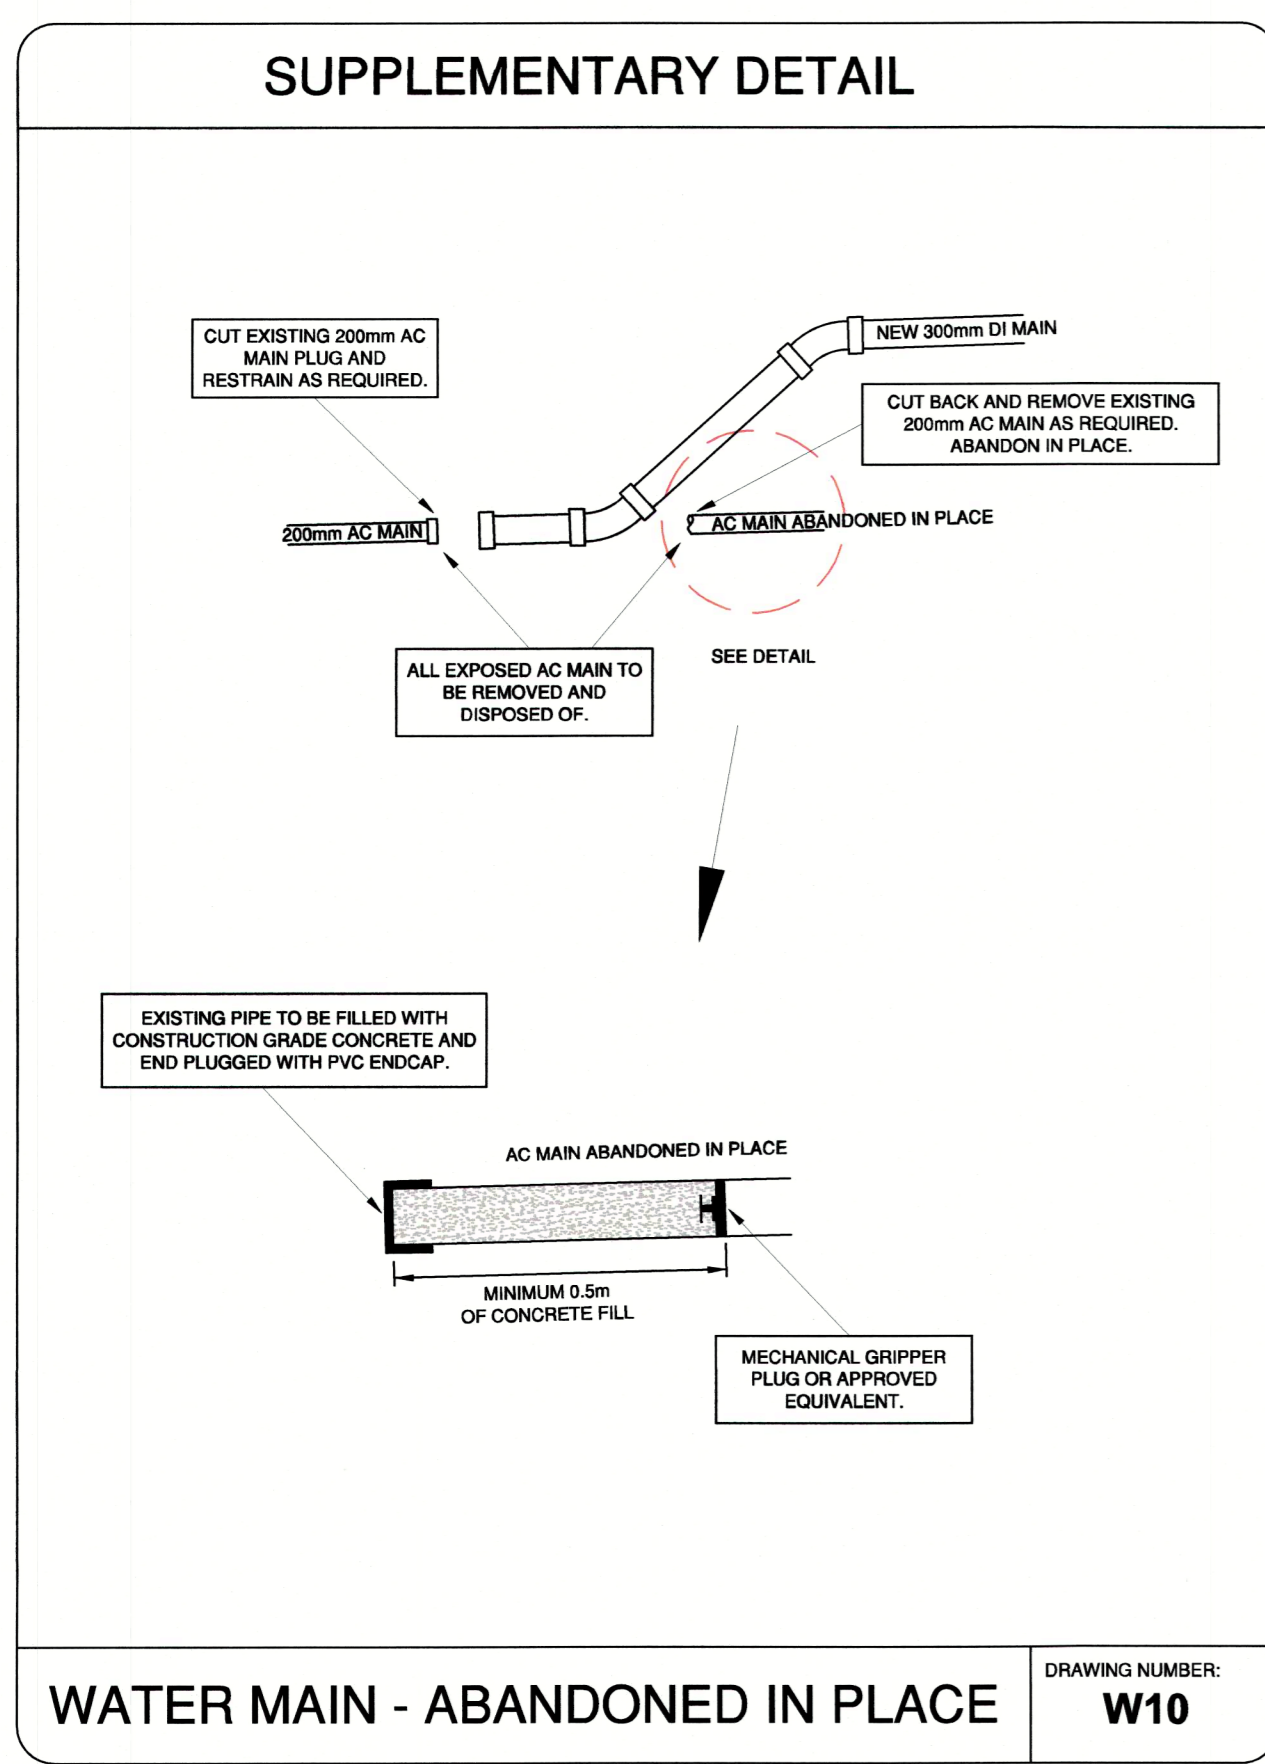 SUPPLEMENTARY DETAIL
CUT EXISTING 200mm AC
MAIN PLUG AND
RESTRAIN AS REQUIRED.
NEW 300mm DI MAIN
CUT BACK AND REMOVE EXISTING
200mm AC MAIN AS REQUIRED.
ABANDON IN PLACE.
200mm AC MAIN
AC MAIN ABANDONED IN PLACE
ALL EXPOSED AC MAIN TO
BE REMOVED AND
DISPOSED OF.
SEE DETAIL
EXISTING PIPE TO BE FILLED WITH
CONSTRUCTION GRADE CONCRETE AND
END PLUGGED WITH PVC ENDCAP.
AC MAIN ABANDONED IN PLACE
MINIMUM 0.5m
OF CONCRETE FILL
MECHANICAL GRIPPER
PLUG OR APPROVED
EQUIVALENT.
WATER MAIN - ABANDONED IN PLACE
DRAWING NUMBER:
W10